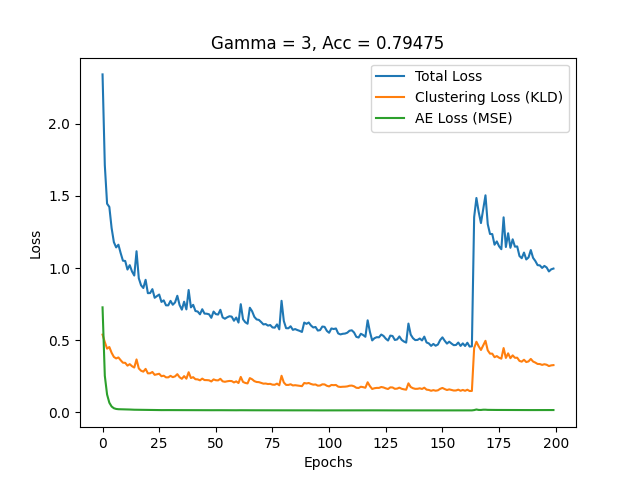 Gamma = 3, Acc = 0.79475
Total Loss
Clustering Loss (KLD)
AE Loss (MSE)
Loss
2.0
1.5
1.0
0.5
0.0
0 25 50 75 100 125 150 175 200
Epochs